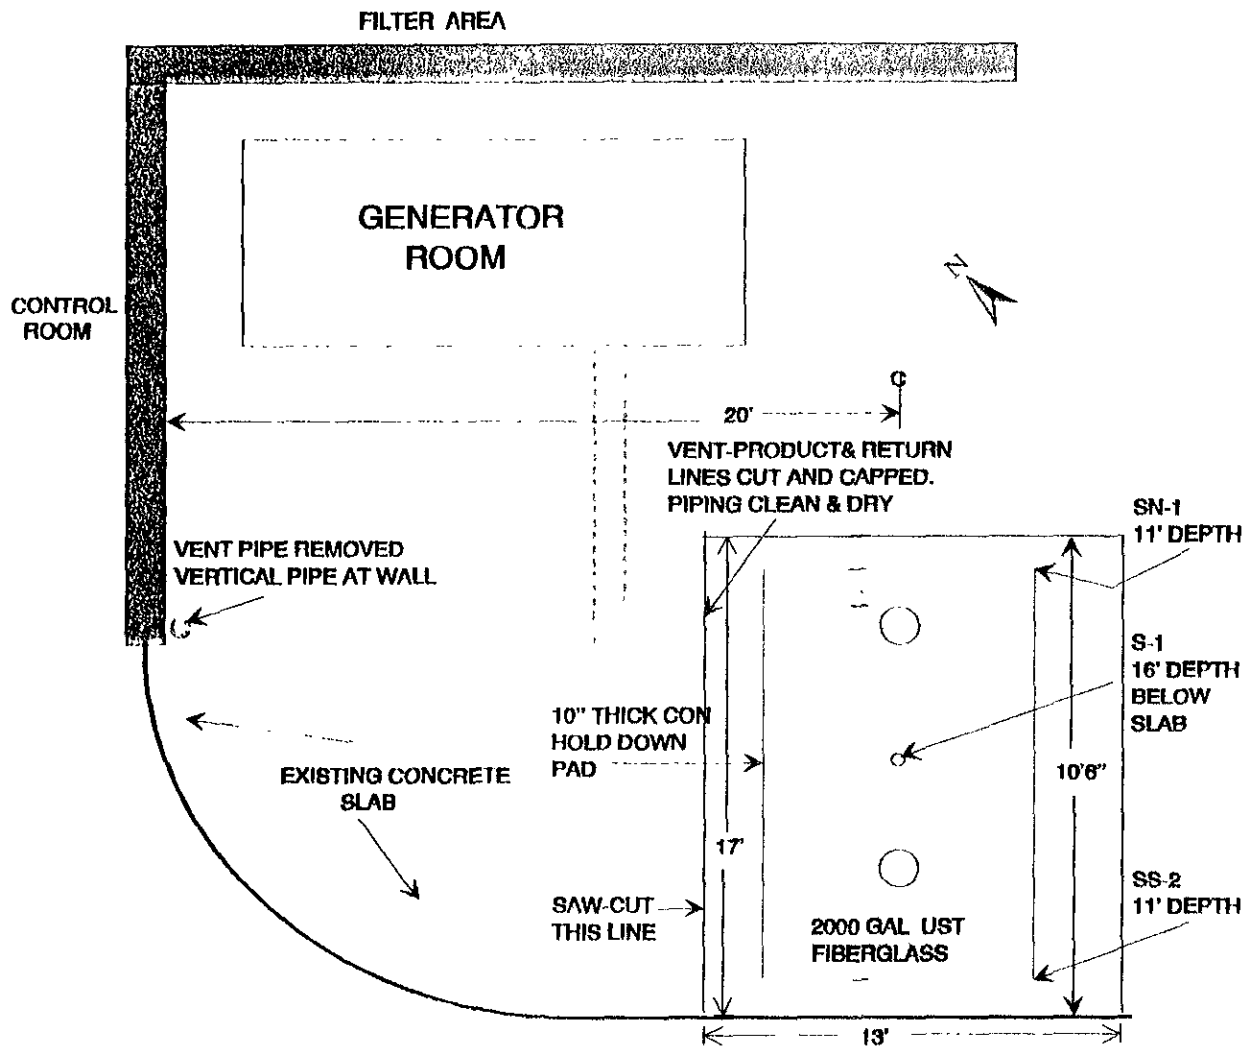 FILTER AREA
GENERATOR
ROOM
CONTROL
ROOM
N
20'
VENT-PRODUCT& RETURN
LINES CUT AND CAPPED.
PIPING CLEAN & DRY
SN-1
11' DEPTH
VENT PIPE REMOVED
VERTICAL PIPE AT WALL
S-1
16' DEPTH
BELOW
SLAB
10" THICK CON
HOLD DOWN
PAD
EXISTING CONCRETE
SLAB
10'6"
17'
SAW-CUT
THIS LINE
2000 GAL UST
FIBERGLASS
SS-2
11' DEPTH
13'